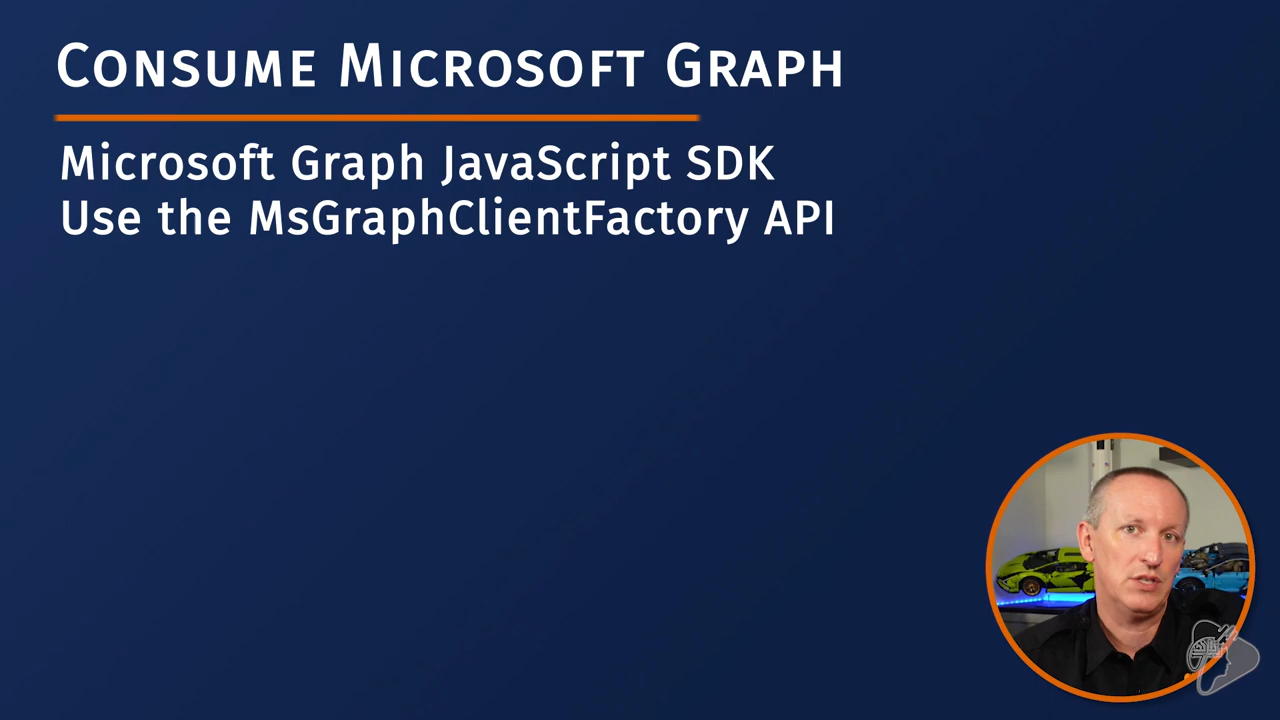 Consume Microsoft Graph
Microsoft Graph JavaScript SDK
Use the MsGraphClientFactory API